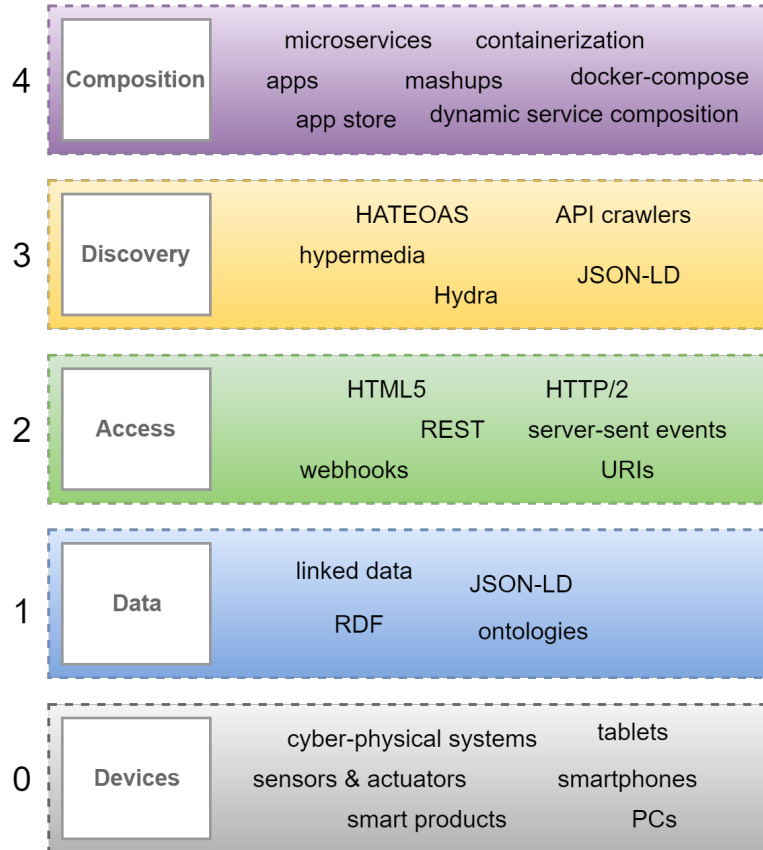 4
Composition
microservices containerization
apps mashups docker-compose
app store dynamic service composition
3
Discovery
HATEOAS API crawlers
hypermedia JSON-LD
Hydra
2
Access
HTML5 HTTP/2
REST server-sent events
webhooks URIs
1
Data
linked data JSON-LD
RDF ontologies
0
Devices
cyber-physical systems tablets
sensors & actuators smartphones
smart products PCs